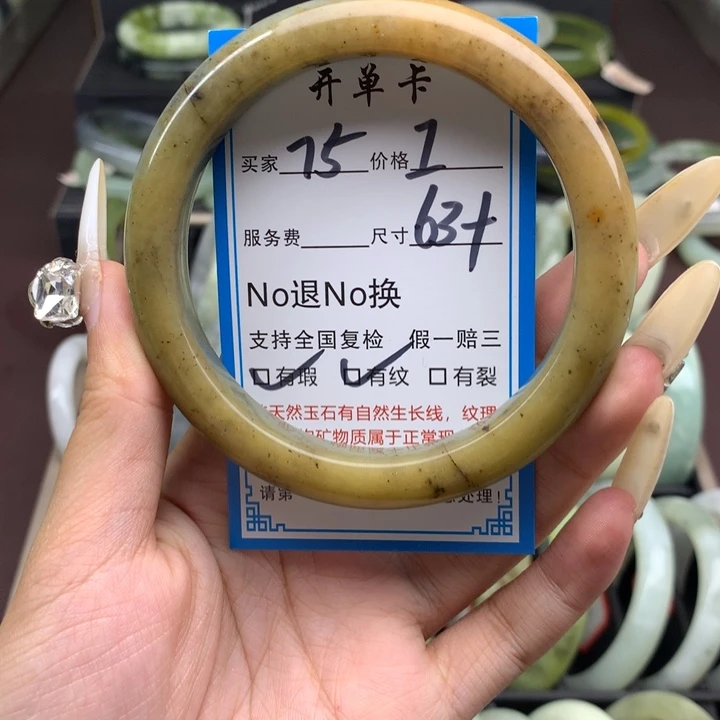 开单卡
买家 75 价格 1
服务费 尺寸 63+
No退No换
支持全国复检 假一赔三
☑有瑕 ☑有纹 □有裂
天然玉石有自然生长线，纹理
矿物质属于正常现
请第 处理！